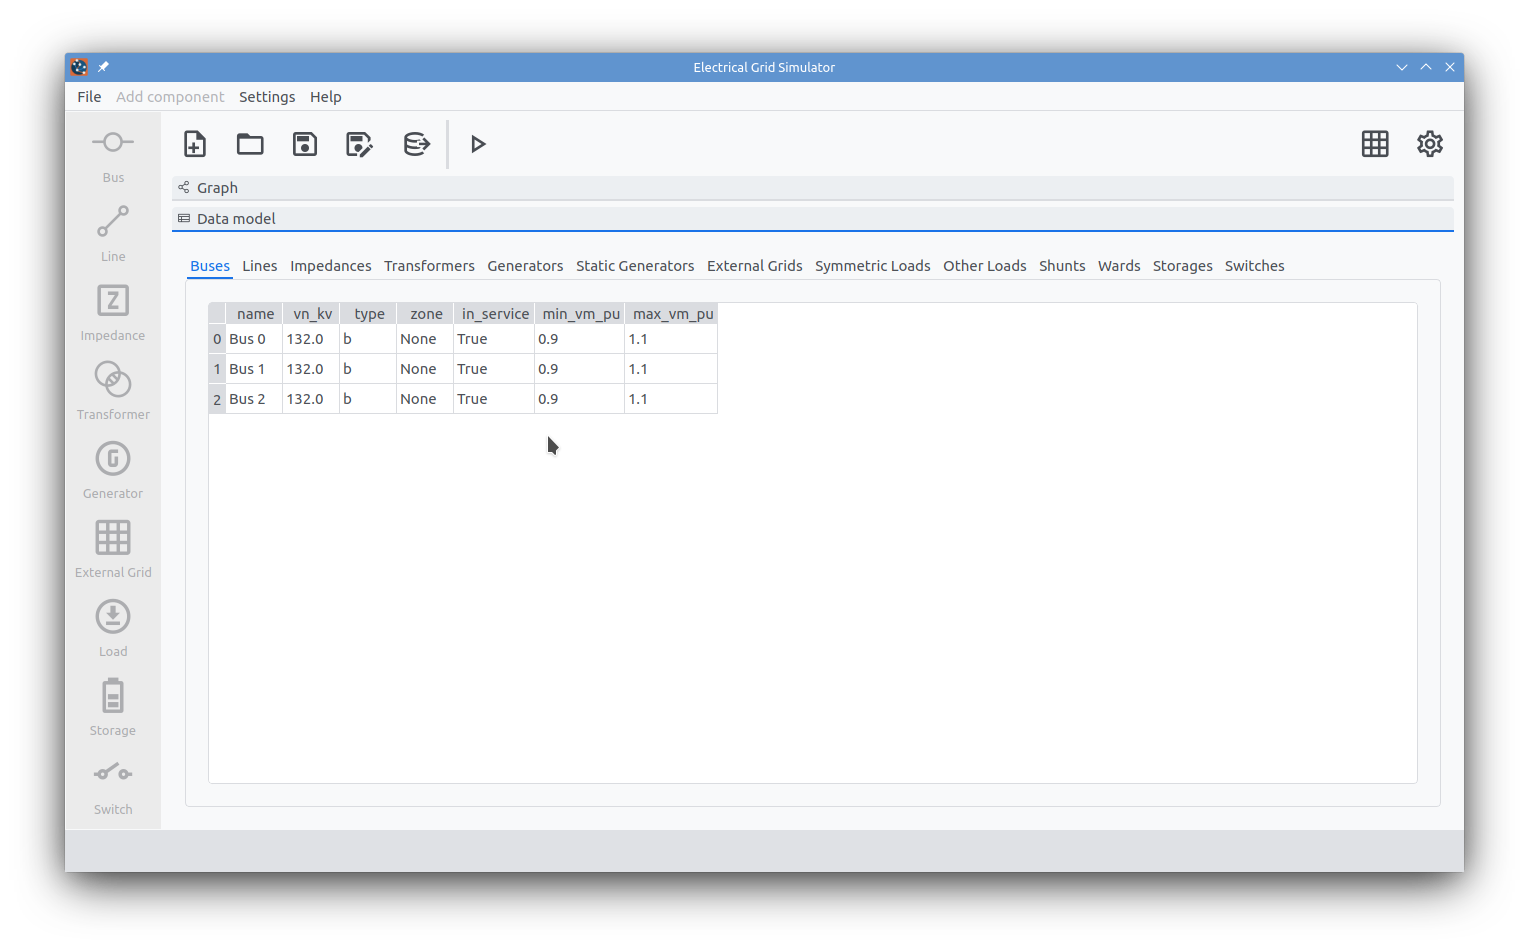 Electrical Grid Simulator
File Add component Settings Help
Bus
Line
Z
Impedance
Transformer
G
Generator
External Grid
Load
Storage
Switch
Graph
Data model
Buses Lines Impedances Transformers Generators Static Generators External Grids Symmetric Loads Other Loads Shunts Wards Storages Switches
name vn_kv type zone in_service min_vm_pu max_vm_pu
0 Bus 0 132.0 b None True 0.9 1.1
1 Bus 1 132.0 b None True 0.9 1.1
2 Bus 2 132.0 b None True 0.9 1.1